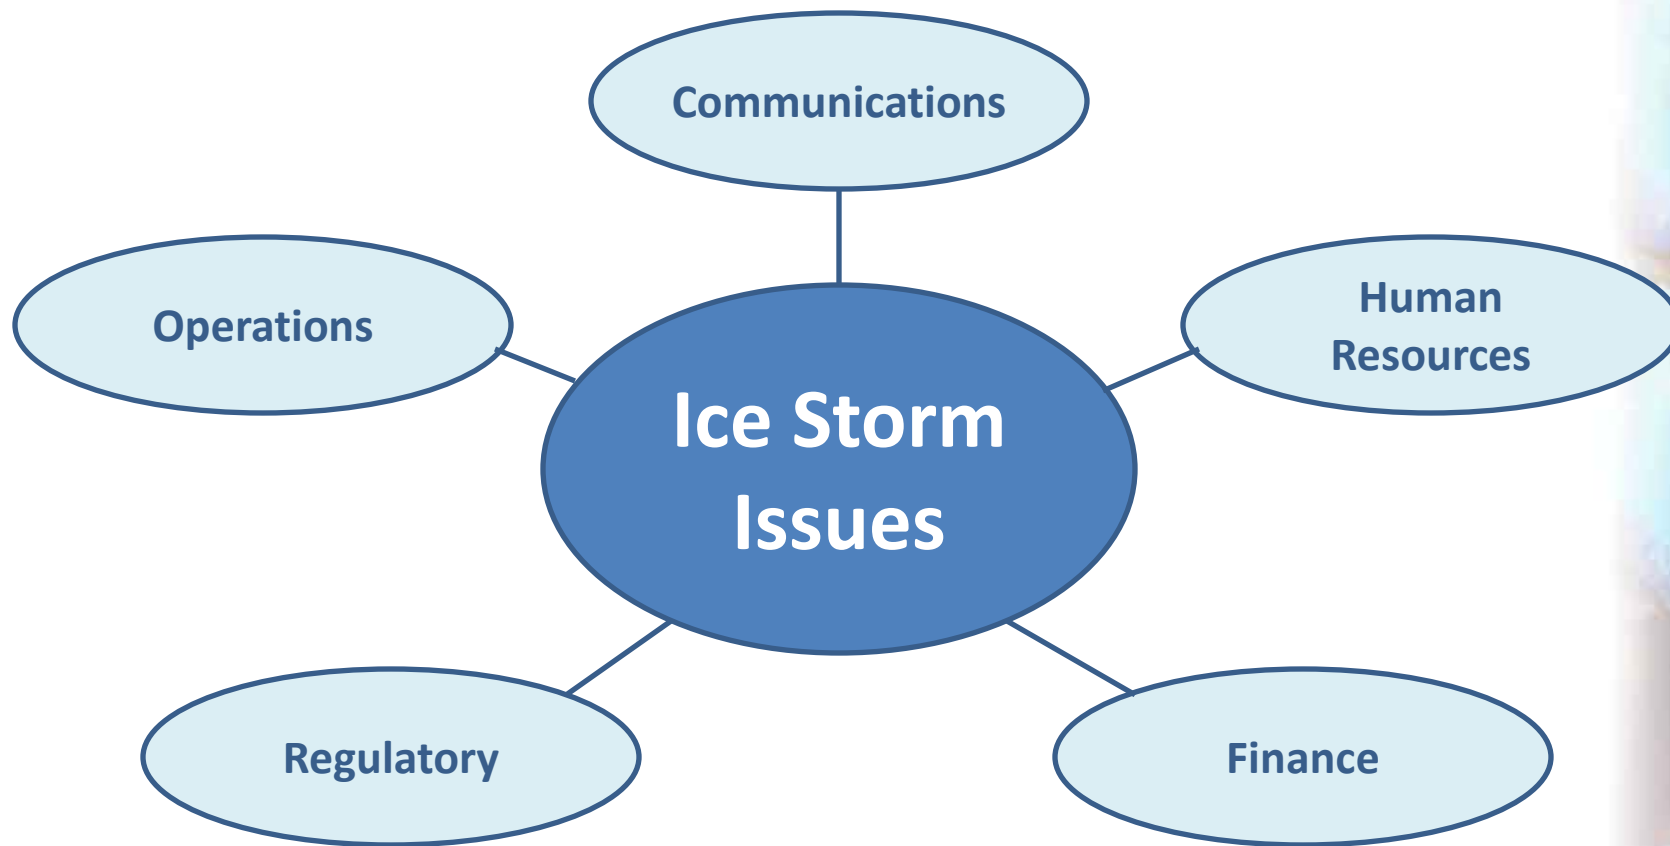 Communications
Operations
Human
Resources
Ice Storm
Issues
Regulatory
Finance